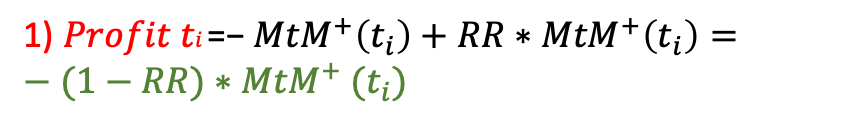 1) Profit tᵢ=– MtM⁺(tᵢ) + RR ∗ MtM⁺(tᵢ) =
– (1 − RR) ∗ MtM⁺ (tᵢ)